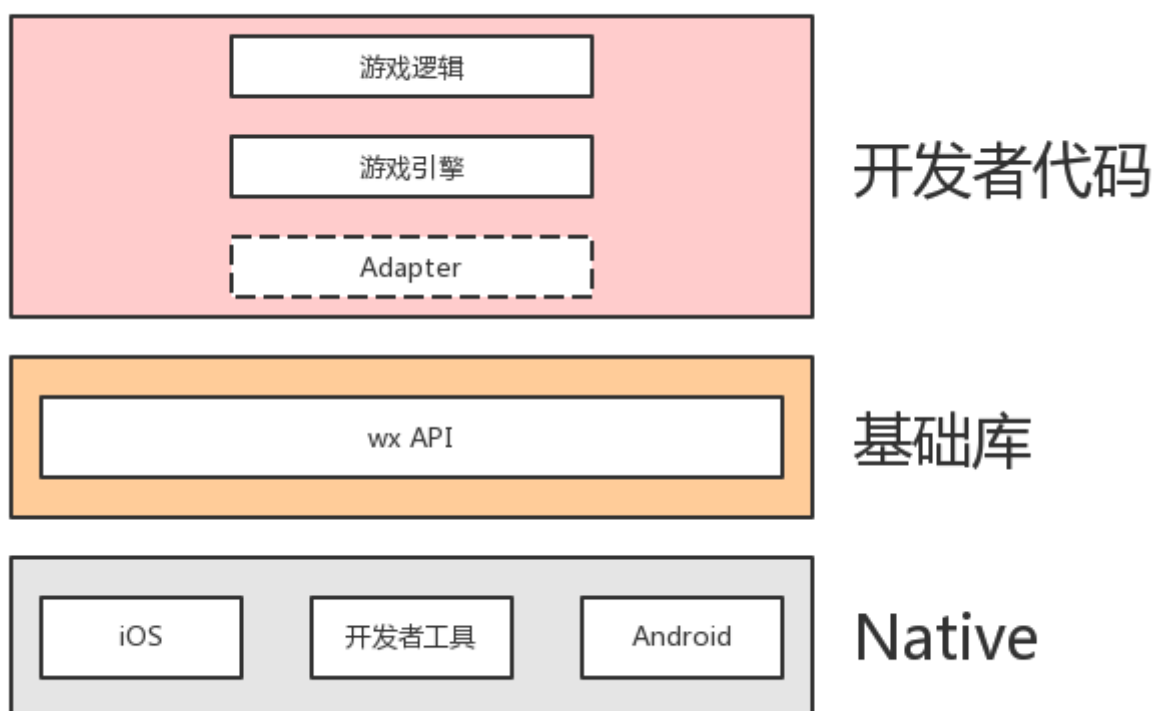 游戏逻辑
游戏引擎
开发者代码
Adapter
wx API
基础库
iOS
开发者工具
Android
Native